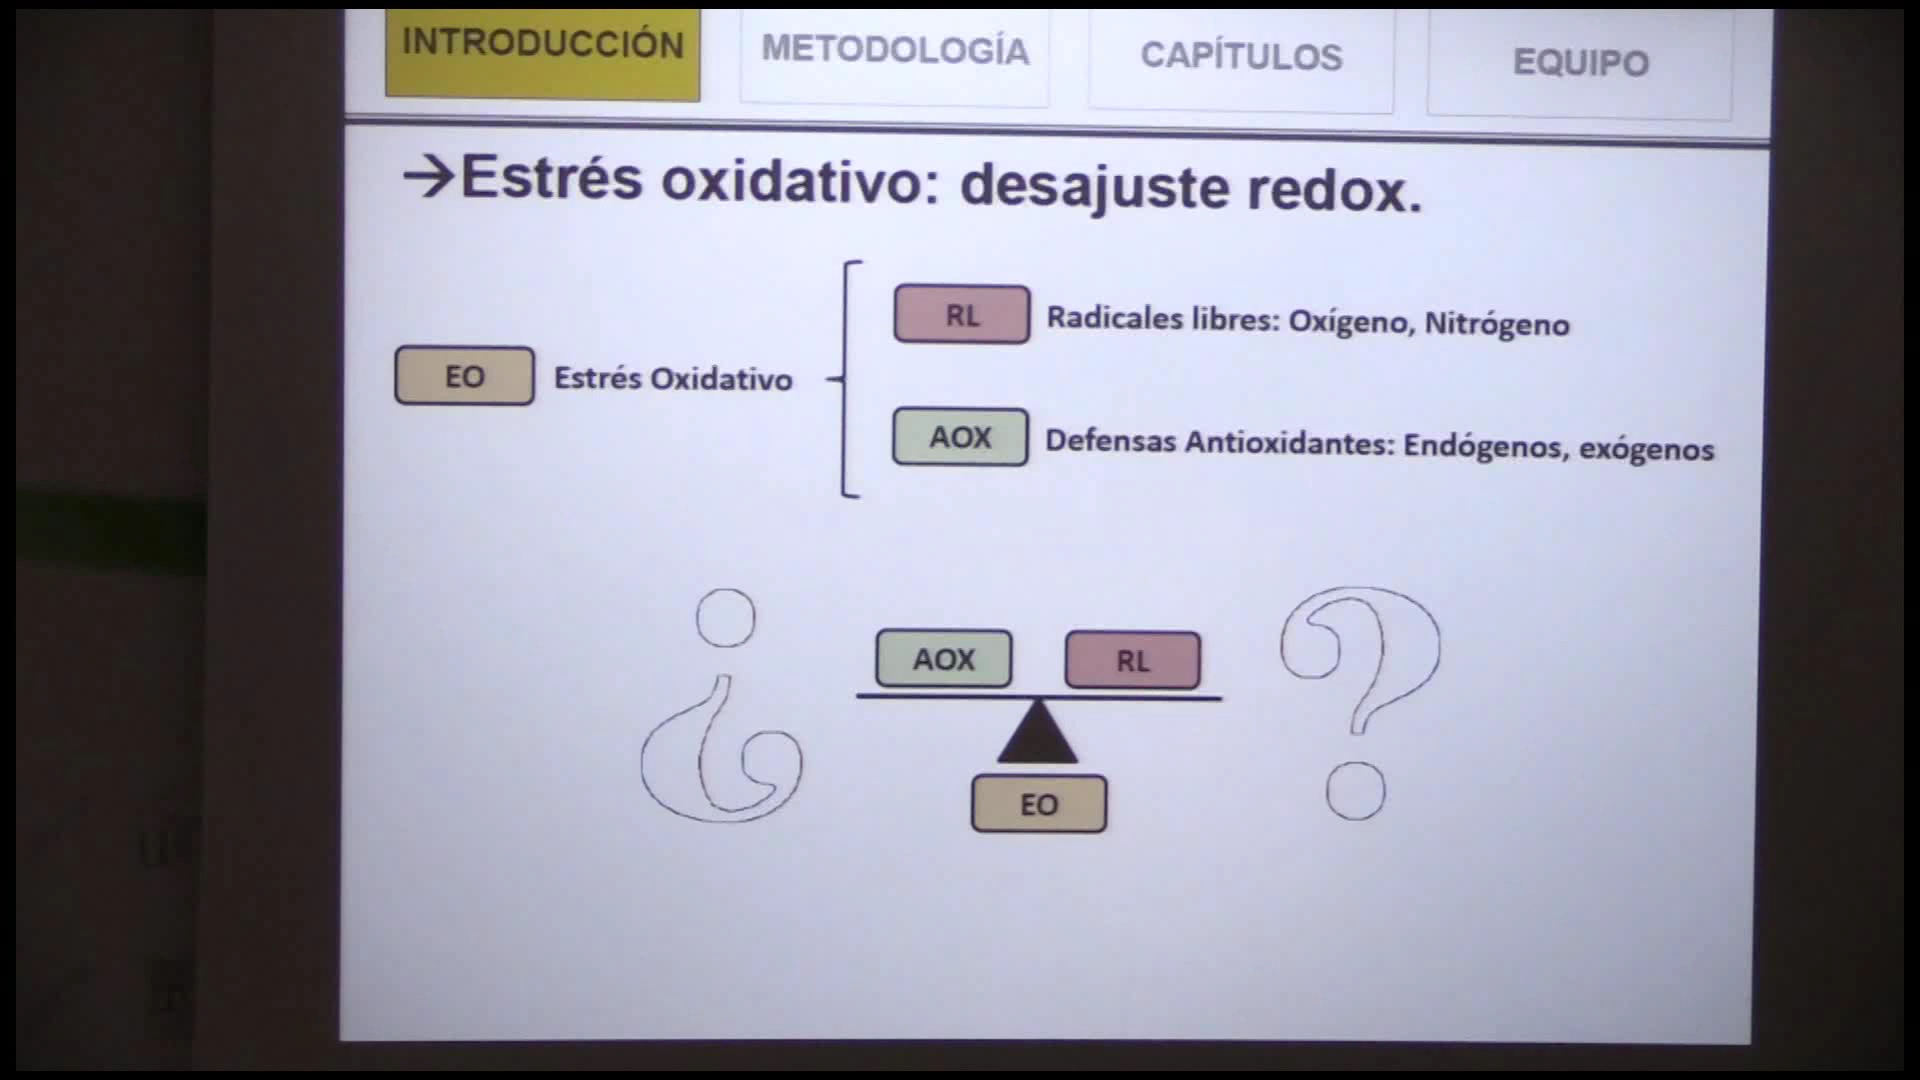 INTRODUCCIÓN METODOLOGÍA CAPÍTULOS EQUIPO
→Estrés oxidativo: desajuste redox.
RL Radicales libres: Oxígeno, Nitrógeno
EO Estrés Oxidativo
AOX Defensas Antioxidantes: Endógenos, exógenos
¿ AOX RL ?
EO